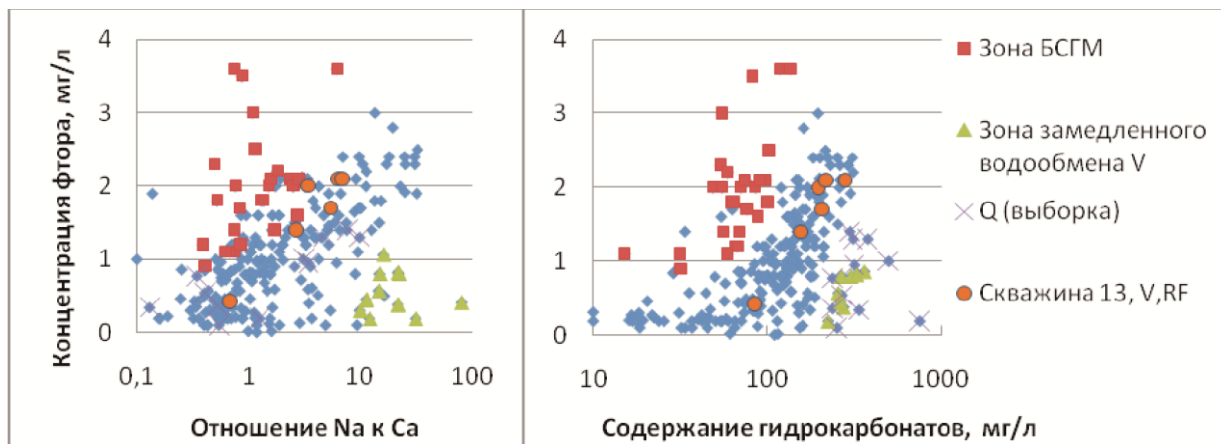 Концентрация фтора, мг/л
4
3
2
1
0
0,1
1
10
100
Отношение Na к Ca
4
3
2
1
0
10
100
1000
Содержание гидрокарбонатов, мг/л
Зона БСГМ
Зона замедленного
водообмена V
Q (выборка)
Скважина 13, V,RF